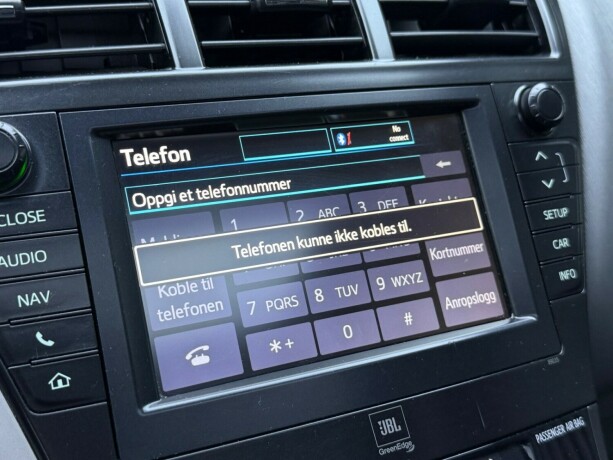 No
connect
Telefon
Oppgi et telefonnummer
1
2 ABC
3 DEF
Telefonen kunne ikke kobles til.
Kortnummer
Koble til
telefonen
7 PQRS
8 TUV
9 WXYZ
*+
0
#
Anropslogg
CLOSE
AUDIO
NAV
SETUP
CAR
INFO
JBL
GreenEdge
PASSENGER AIR BAG